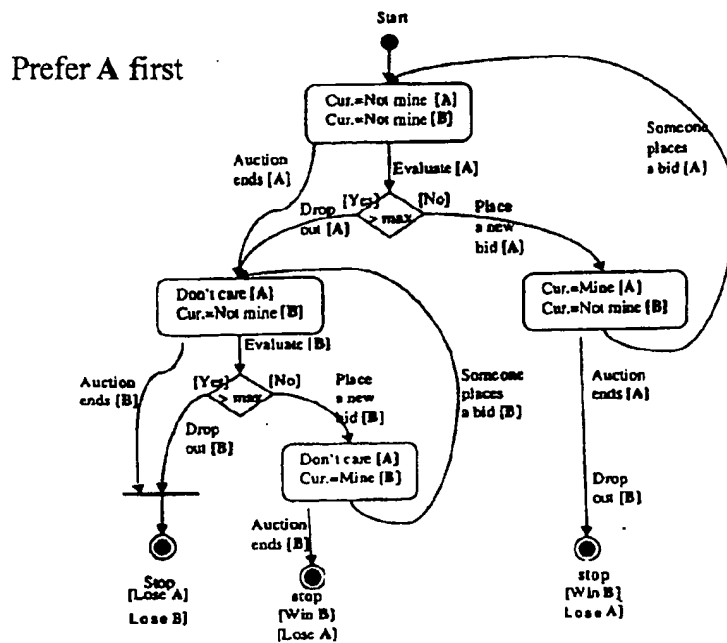 Start
Prefer A first
Cur.=Not mine [A]
Cur.=Not mine [B]
Someone
places
a bid [A]
Auction
ends [A]
Evaluate [A]
[Yes]
[No]
> max
Drop
out [A]
Place
a new
bid [A]
Don't care [A]
Cur.=Not mine [B]
Cur.=Mine [A]
Cur.=Not mine [B]
Evaluate [B]
Auction
ends [B]
[Yes]
[No]
> max
Place
a new
bid [B]
Someone
places
a bid [B]
Auction
ends [A]
Drop
out [B]
Don't care [A]
Cur.=Mine [B]
Drop
out [B]
Auction
ends [B]
Stop
[Lose A]
Lose B]
stop
[Win B]
[Lose A]
stop
[Win B]
Lose A]